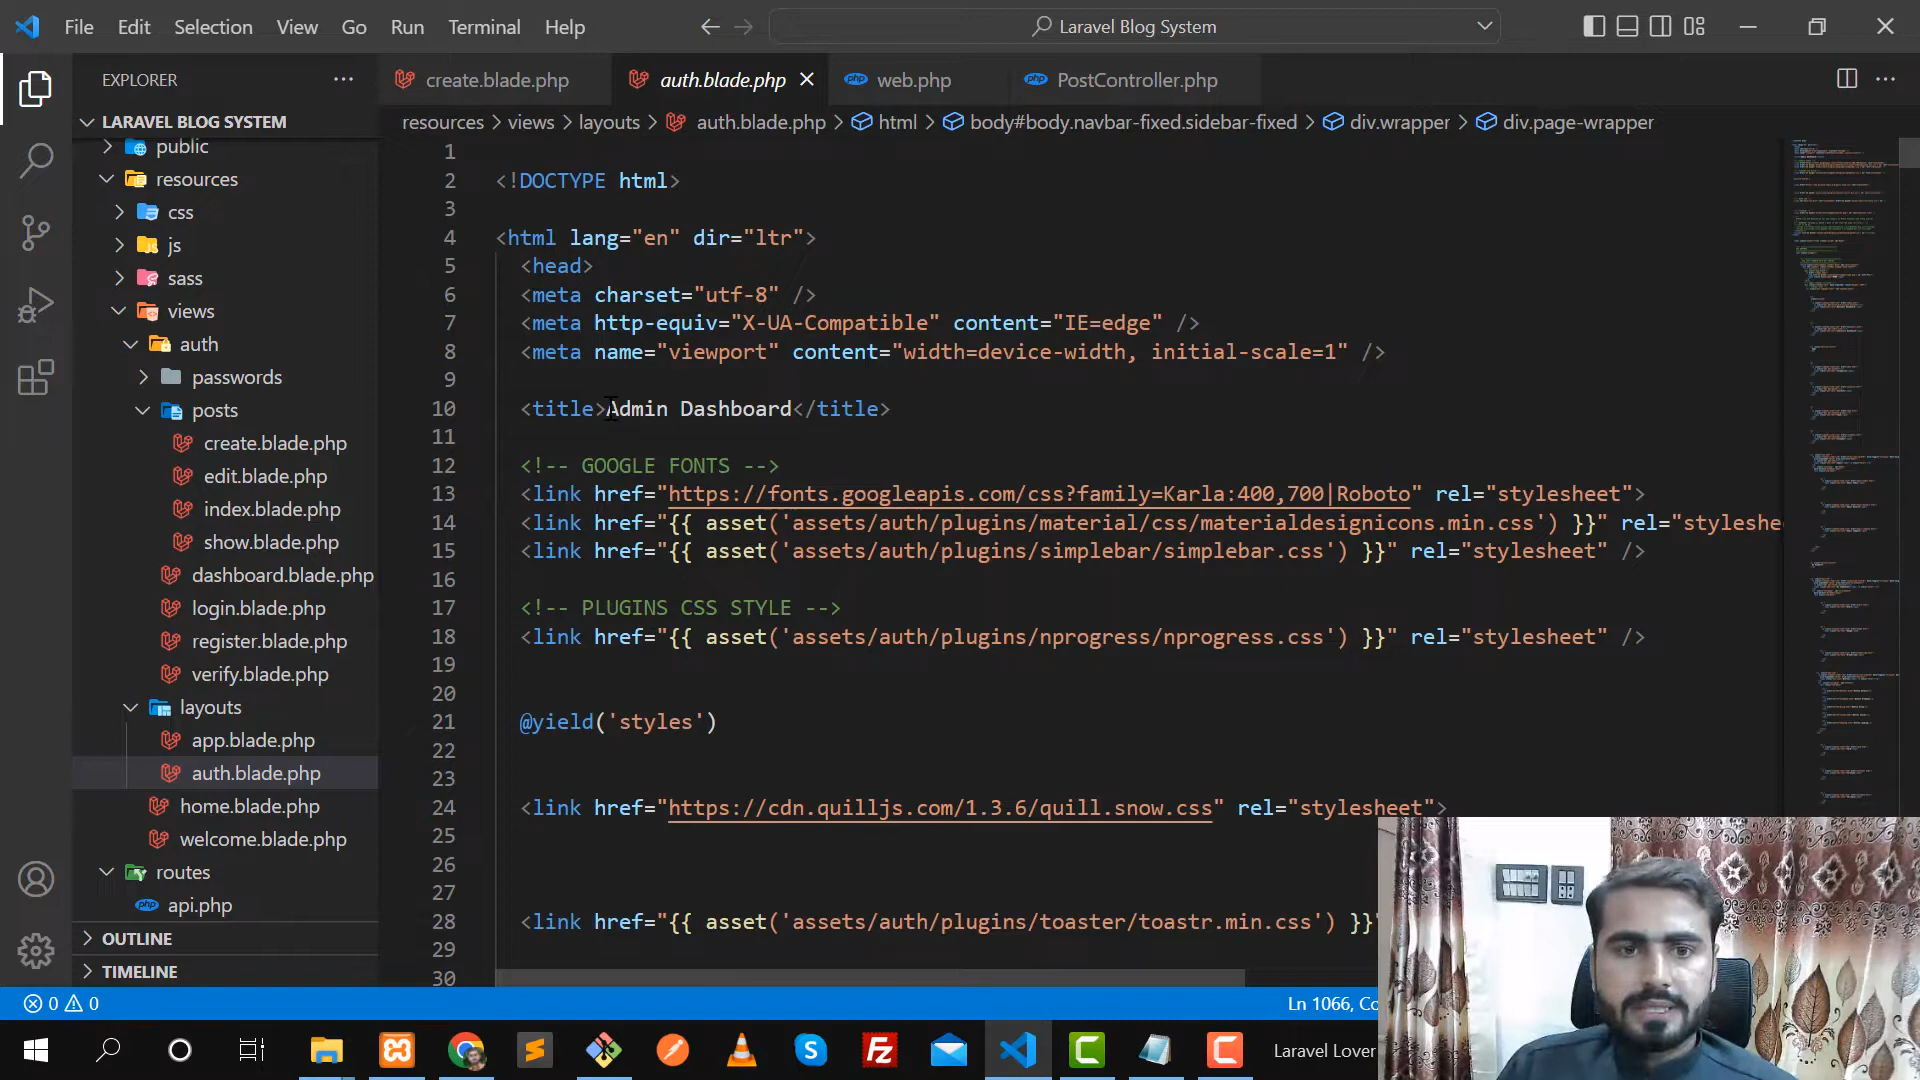 File Edit Selection View Go Run Terminal Help
Laravel Blog System
EXPLORER
create.blade.php
auth.blade.php
web.php
PostController.php
resources > views > layouts > auth.blade.php > html > body#body.navbar-fixed.sidebar-fixed > div.wrapper > div.page-wrapper
LARAVEL BLOG SYSTEM
public
resources
css
js
sass
views
auth
passwords
posts
create.blade.php
edit.blade.php
index.blade.php
show.blade.php
dashboard.blade.php
login.blade.php
register.blade.php
verify.blade.php
layouts
app.blade.php
auth.blade.php
home.blade.php
welcome.blade.php
routes
api.php
OUTLINE
TIMELINE
1
2 <!DOCTYPE html>
3
4 <html lang="en" dir="ltr">
5 <head>
6 <meta charset="utf-8" />
7 <meta http-equiv="X-UA-Compatible" content="IE=edge" />
8 <meta name="viewport" content="width=device-width, initial-scale=1" />
9
10 <title>Admin Dashboard</title>
11
12 <!-- GOOGLE FONTS -->
13 <link href="https://fonts.googleapis.com/css?family=Karla:400,700|Roboto" rel="stylesheet">
14 <link href="{{ asset('assets/auth/plugins/material/css/materialdesignicons.min.css') }}" rel="styleshe
15 <link href="{{ asset('assets/auth/plugins/simplebar/simplebar.css') }}" rel="stylesheet" />
16
17 <!-- PLUGINS CSS STYLE -->
18 <link href="{{ asset('assets/auth/plugins/nprogress/nprogress.css') }}" rel="stylesheet" />
19
20
21 @yield('styles')
22
23
24 <link href="https://cdn.quilljs.com/1.3.6/quill.snow.css" rel="stylesheet">
25
26
27
28 <link href="{{ asset('assets/auth/plugins/toaster/toastr.min.css') }}"
29
30
0 0
Ln 1066, Co
Laravel Lover